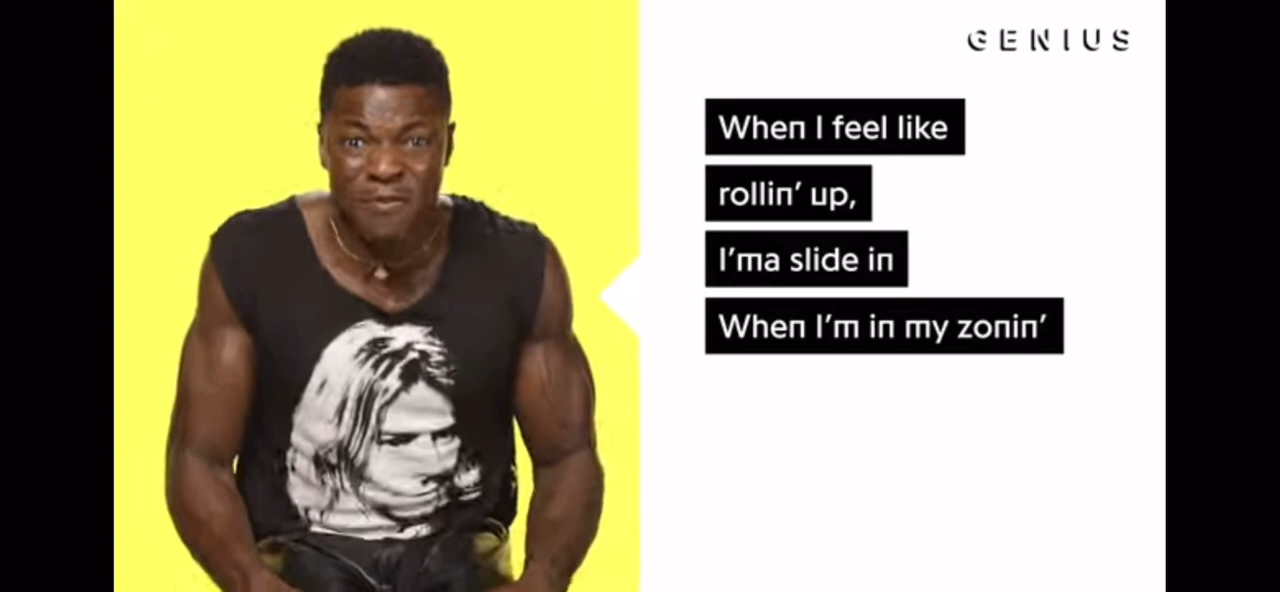 GENIUS
When I feel like
rollin’ up,
I’ma slide in
When I’m in my zonin’